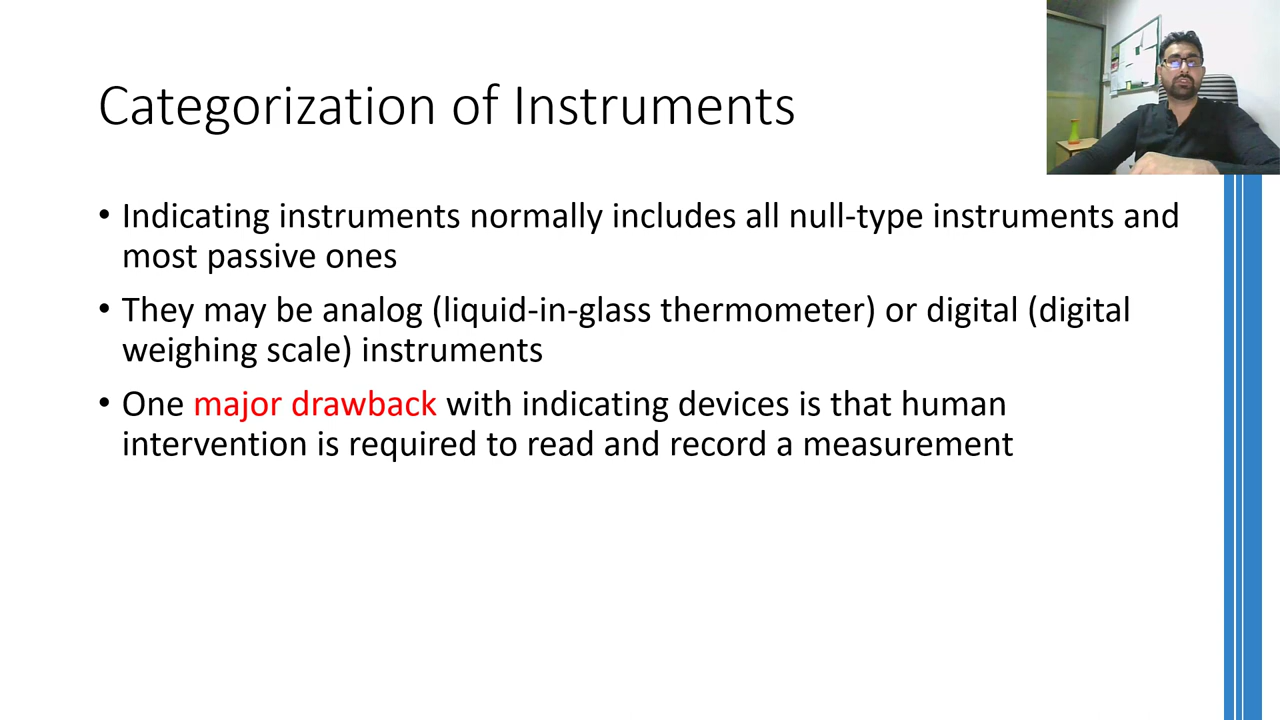 Categorization of Instruments
• Indicating instruments normally includes all null-type instruments and
most passive ones
• They may be analog (liquid-in-glass thermometer) or digital (digital
weighing scale) instruments
• One major drawback with indicating devices is that human
intervention is required to read and record a measurement